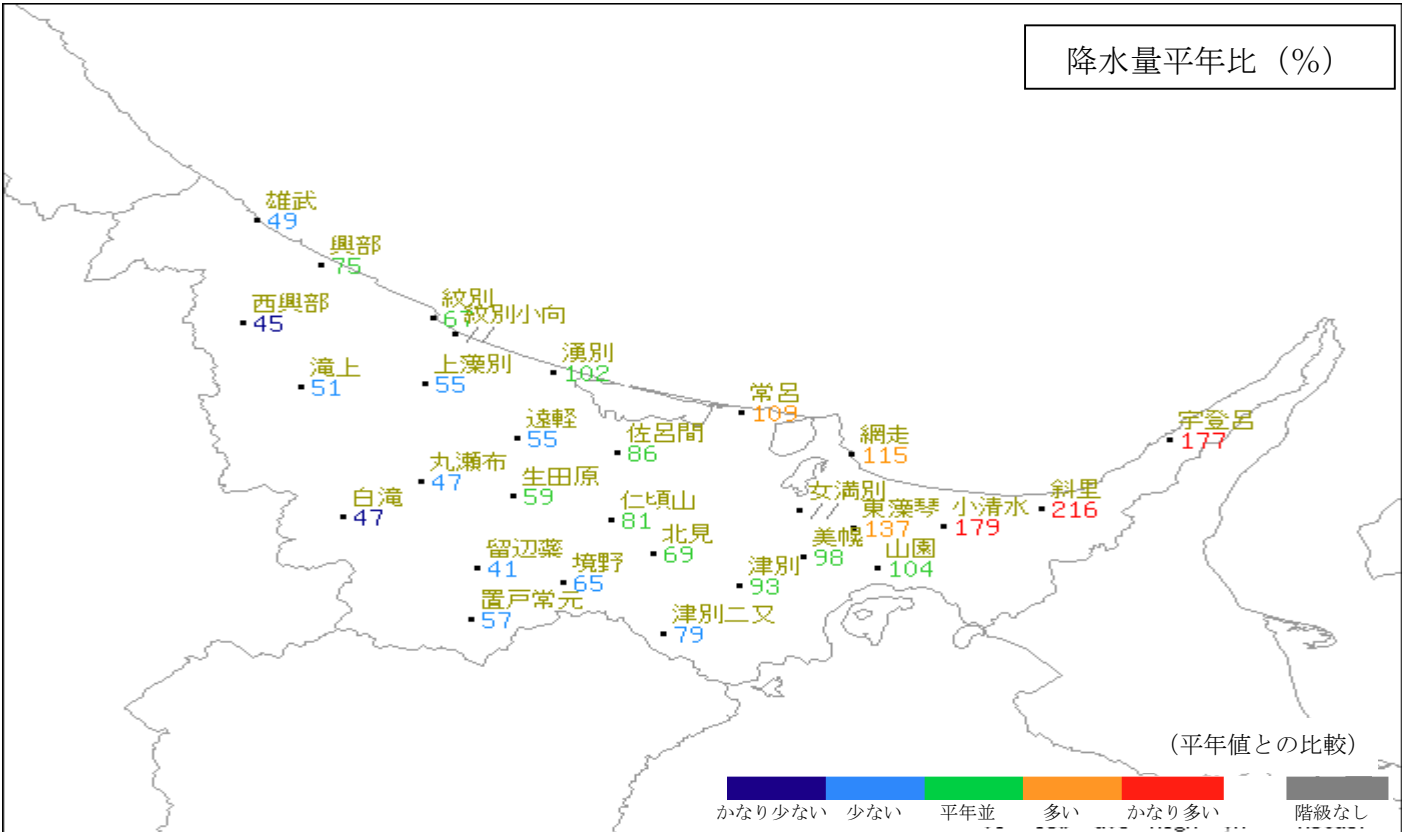 降水量平年比（％）
雄武
49
興部
75
西興部
45
紋別
67
紋別小向
滝上
51
上藻別
55
湧別
102
常呂
109
遠軽
55
佐呂間
86
網走
115
宇登呂
177
丸瀬布
47
生田原
59
白滝
47
仁頃山
81
女満別
東藻琴
137
小清水
179
斜里
216
北見
69
美幌
98
山園
104
留辺蘂
41
境野
65
津別
93
置戸常元
57
津別二又
79
（平年値との比較）
かなり少ない 少ない 平年並 多い かなり多い 階級なし